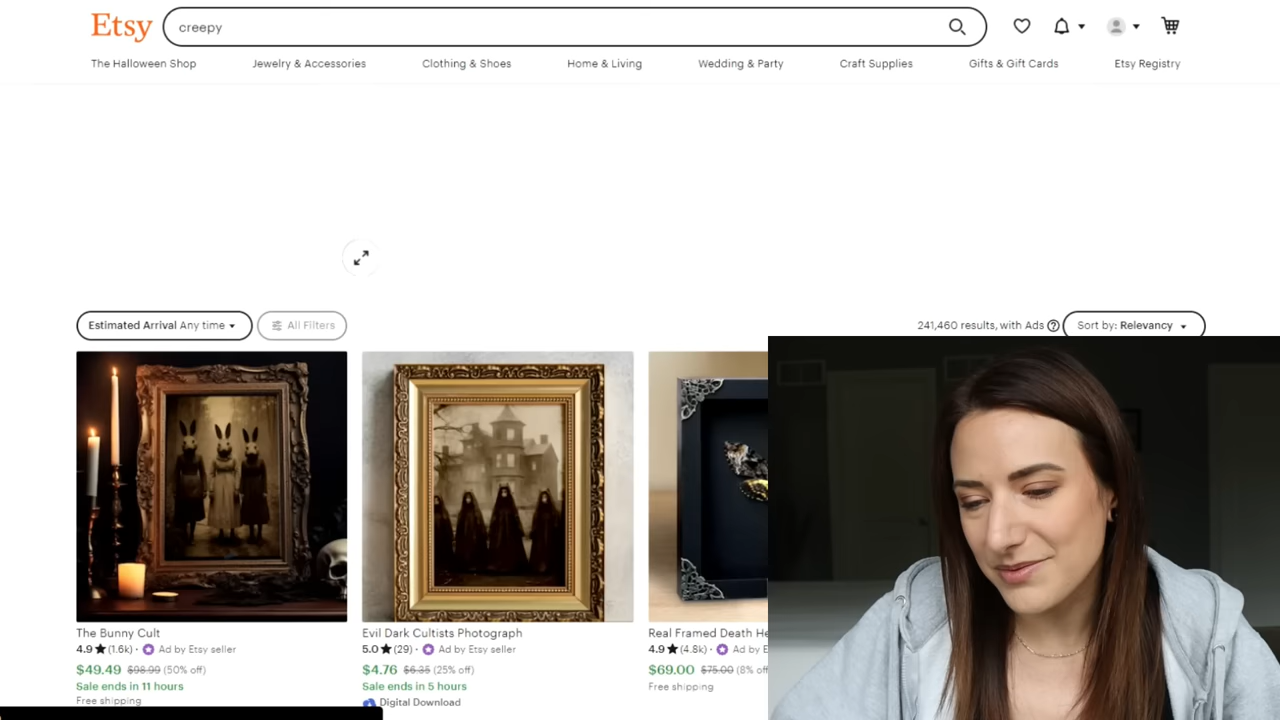 Etsy
creepy
The Halloween Shop
Jewelry & Accessories
Clothing & Shoes
Home & Living
Wedding & Party
Craft Supplies
Gifts & Gift Cards
Etsy Registry
Estimated Arrival Any time
All Filters
241,460 results, with Ads
Sort by: Relevancy
The Bunny Cult
4.9 (1.6k) · Ad by Etsy seller
$49.49 $98.99 (50% off)
Sale ends in 11 hours
Free shipping
Evil Dark Cultists Photograph
5.0 (29) · Ad by Etsy seller
$4.76 $6.35 (25% off)
Sale ends in 5 hours
Digital Download
Real Framed Death He
4.9 (4.8k) · Ad by E
$69.00 $75.00 (8% off
Free shipping